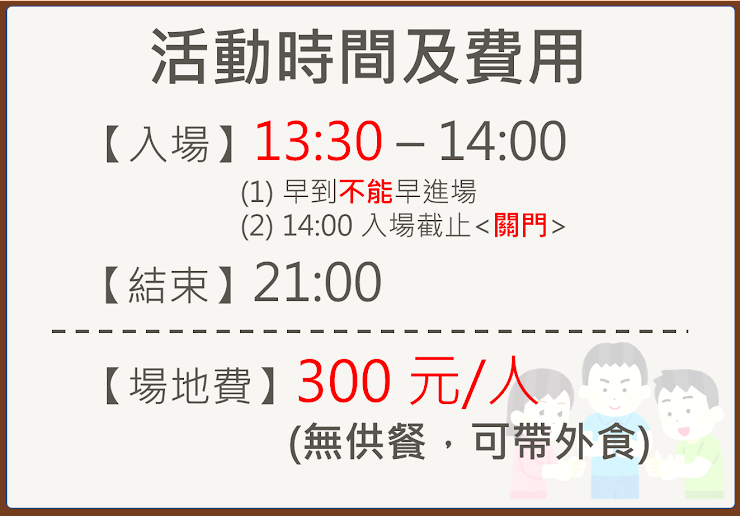 活動時間及費用
【入場】13:30 – 14:00
(1) 早到不能早進場
(2) 14:00 入場截止<關門>
【結束】21:00
【場地費】300 元/人
(無供餐，可帶外食)